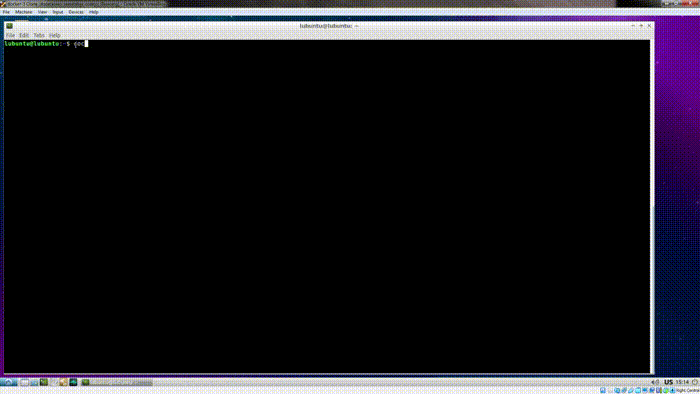 File Machine View Input Devices Help
lubuntu@lubuntu: ~
File Edit Tabs Help
lubuntu@lubuntu:~$ doc
US 15:14
Right Control